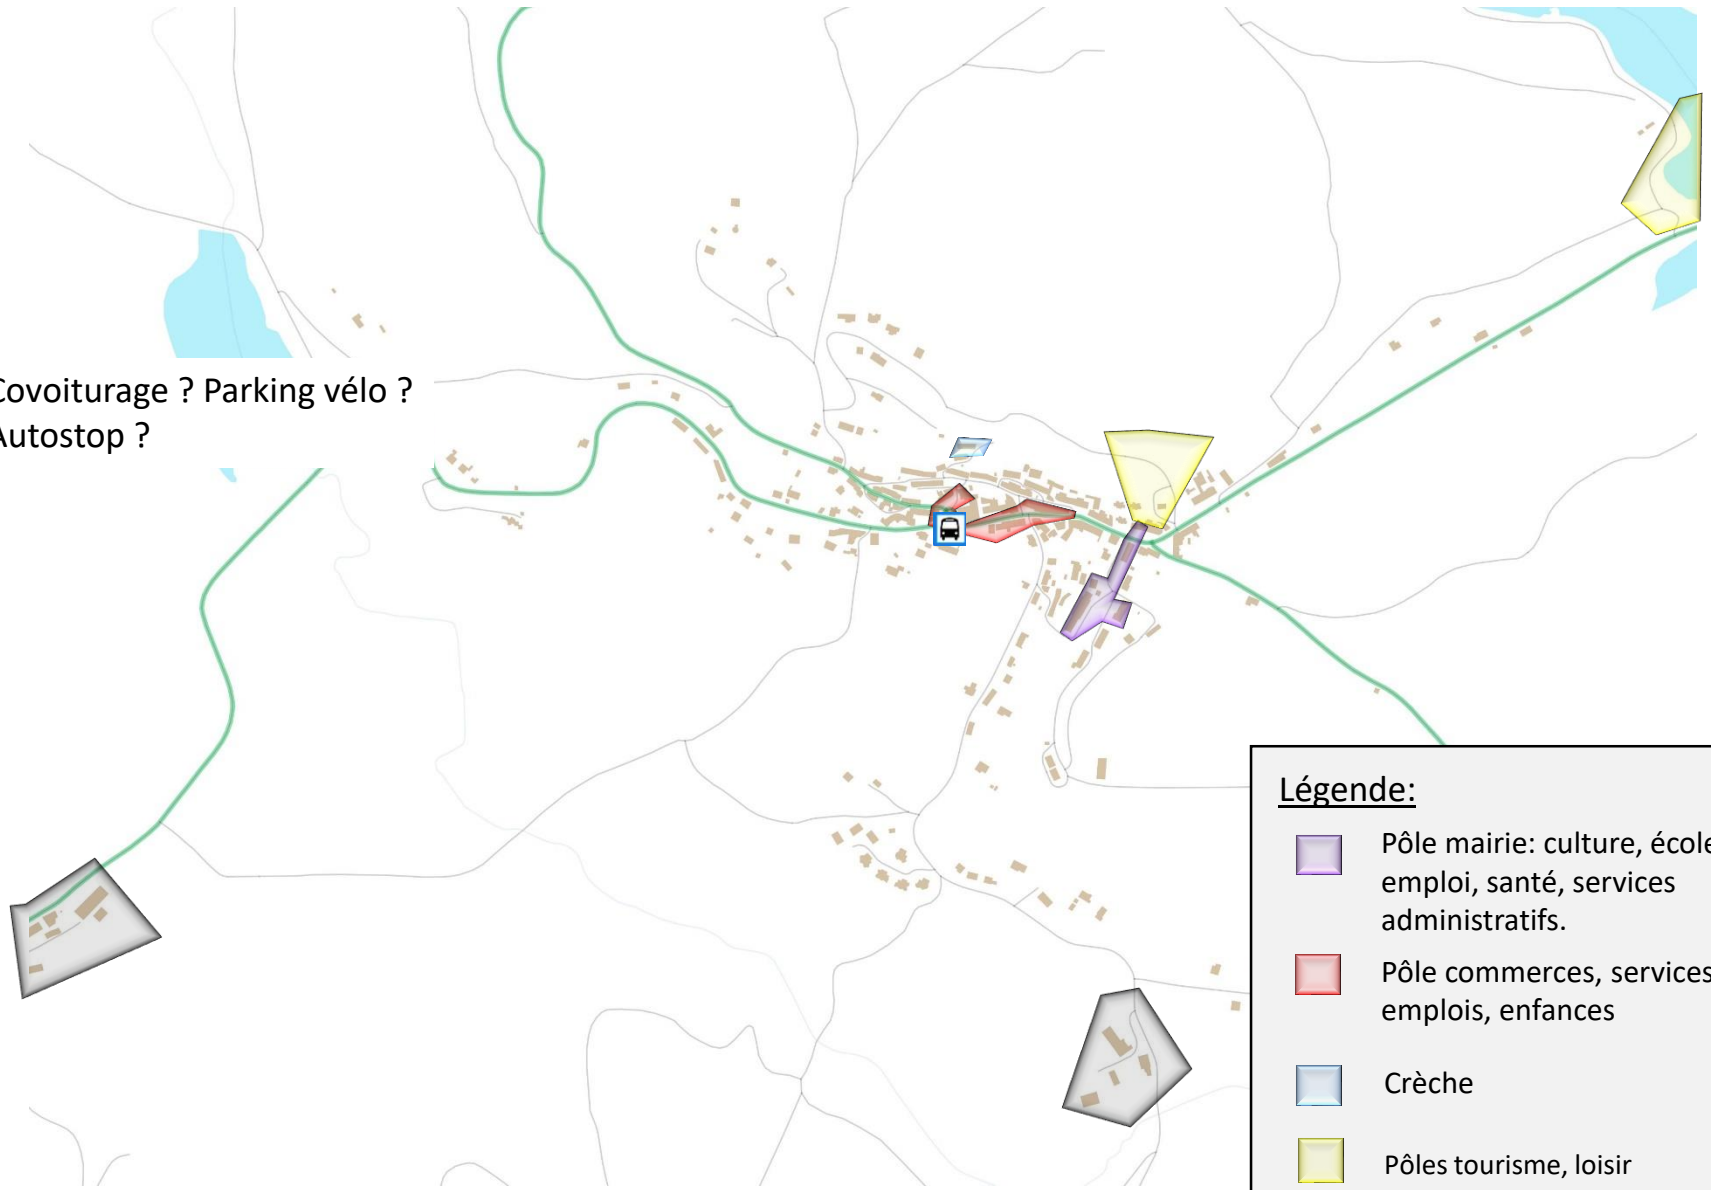 Covoiturage ? Parking vélo ?
Autostop ?
Légende:
Pôle mairie: culture, école
emploi, santé, services
administratifs.
Pôle commerces, services
emplois, enfances
Crèche
Pôles tourisme, loisir